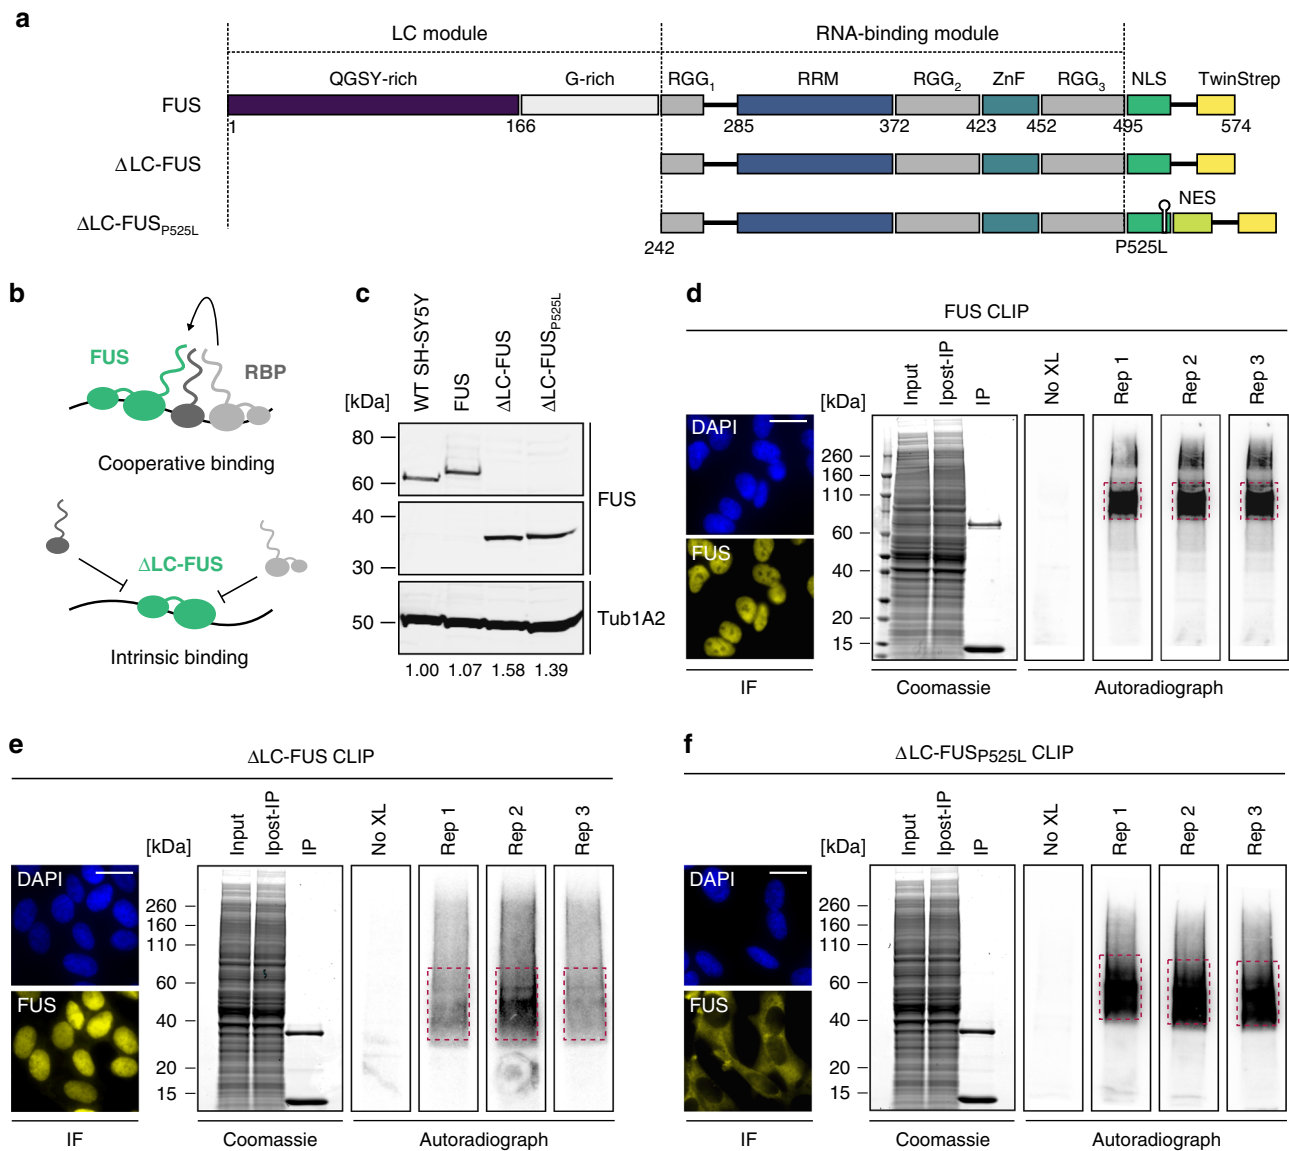 a
LC module RNA-binding module
QGSY-rich G-rich RGG1 RRM RGG2 ZnF RGG3 NLS TwinStrep
FUS
1 166 285 372 423 452 495 574
ΔLC-FUS
NES
ΔLC-FUSP525L
242 P525L
b
FUS
RBP
Cooperative binding
ΔLC-FUS
Intrinsic binding
c
WT SH-SY5Y FUS ΔLC-FUS ΔLC-FUSP525L
[kDa]
80
60
FUS
40
30
50
Tub1A2
1.00 1.07 1.58 1.39
d
FUS CLIP
[kDa] Input Ipost-IP IP No XL Rep 1 Rep 2 Rep 3
DAPI
FUS
260
160
110
60
40
20
15
IF Coomassie Autoradiograph
e
ΔLC-FUS CLIP
[kDa] Input Ipost-IP IP No XL Rep 1 Rep 2 Rep 3
DAPI
FUS
260
160
110
60
40
20
15
IF Coomassie Autoradiograph
f
ΔLC-FUSP525L CLIP
[kDa] Input Ipost-IP IP No XL Rep 1 Rep 2 Rep 3
DAPI
FUS
260
160
110
60
40
20
15
IF Coomassie Autoradiograph